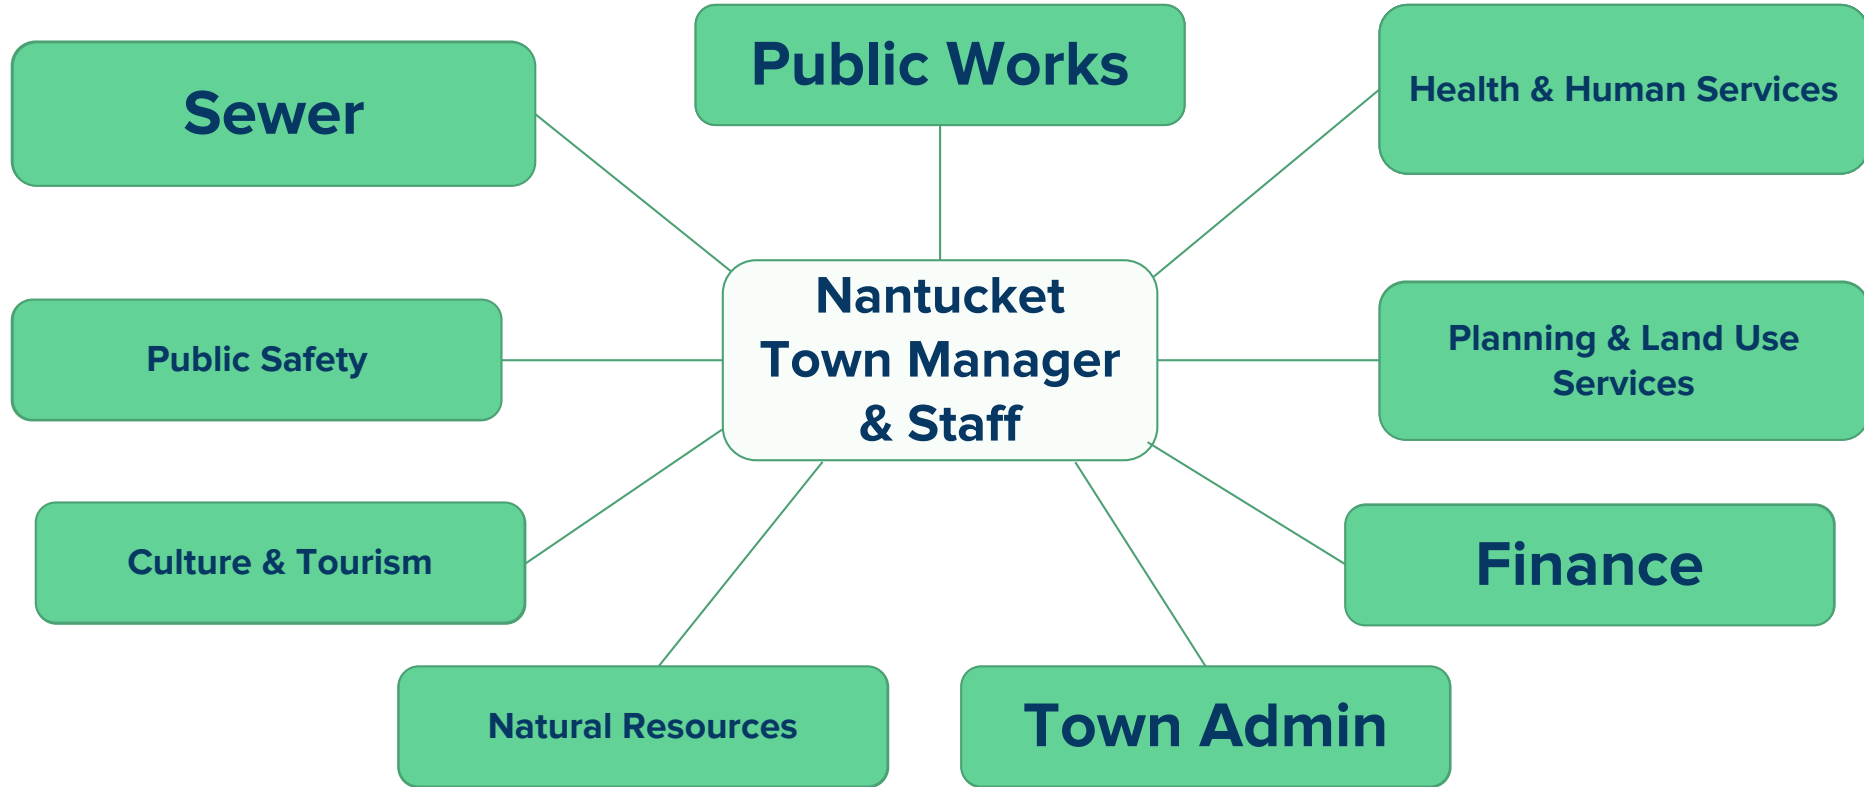 Public Works
Sewer
Health & Human Services
Nantucket
Town Manager
& Staff
Public Safety
Planning & Land Use
Services
Culture & Tourism
Finance
Natural Resources
Town Admin